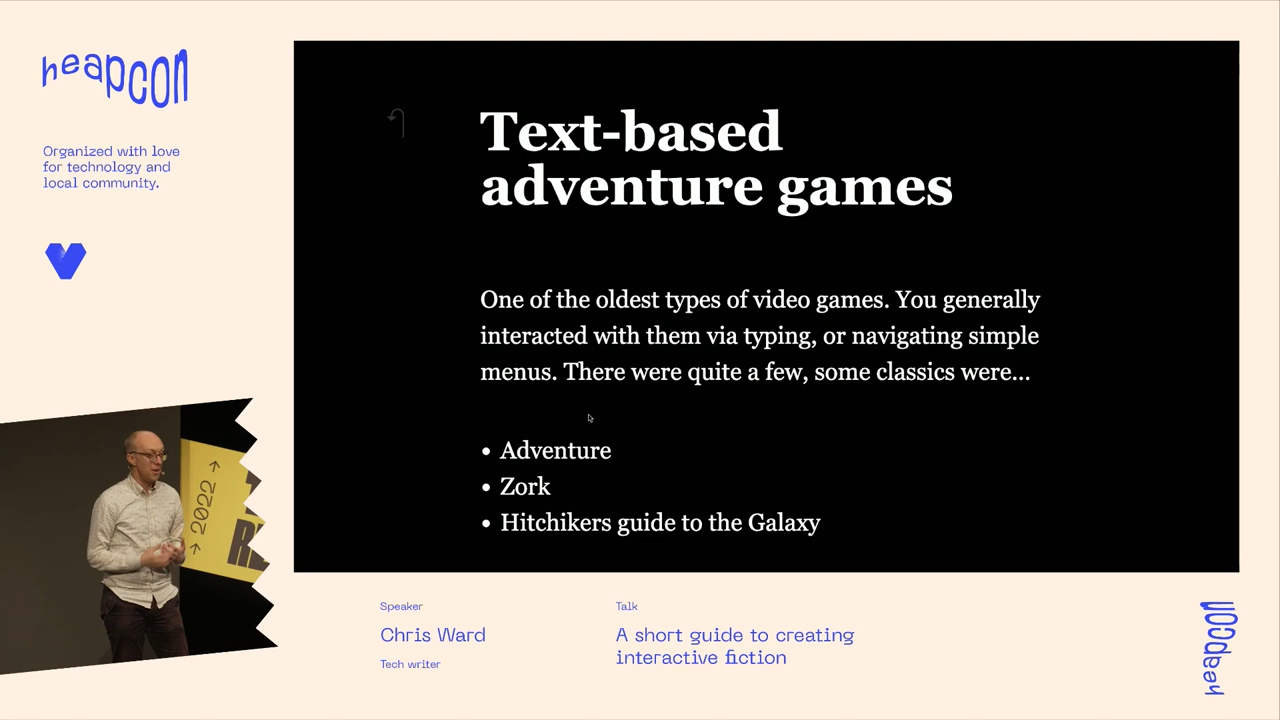 heapcon
Organized with love
for technology and
local community.
Text-based
adventure games
One of the oldest types of video games. You generally
interacted with them via typing, or navigating simple
menus. There were quite a few, some classics were...
• Adventure
• Zork
• Hitchikers guide to the Galaxy
→ 2022 →
Speaker
Chris Ward
Tech writer
Talk
A short guide to creating
interactive fiction
heapcon